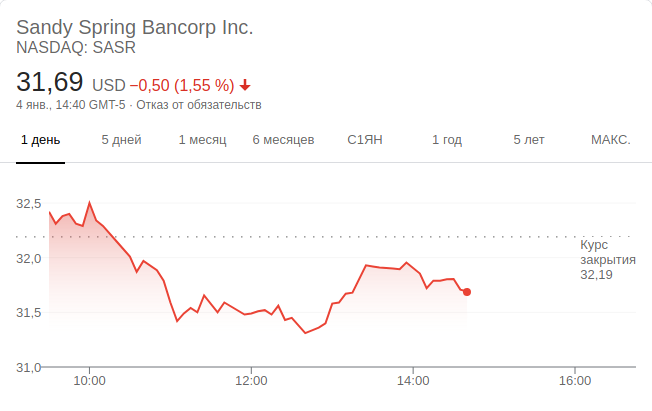 Sandy Spring Bancorp Inc.
NASDAQ: SASR
31,69 USD −0,50 (1,55 %)
4 янв., 14:40 GMT-5 · Отказ от обязательств
1 день 5 дней 1 месяц 6 месяцев С1ЯН 1 год 5 лет МАКС.
32,5
32,0
31,5
31,0
Курс
закрытия
32,19
10:00 12:00 14:00 16:00